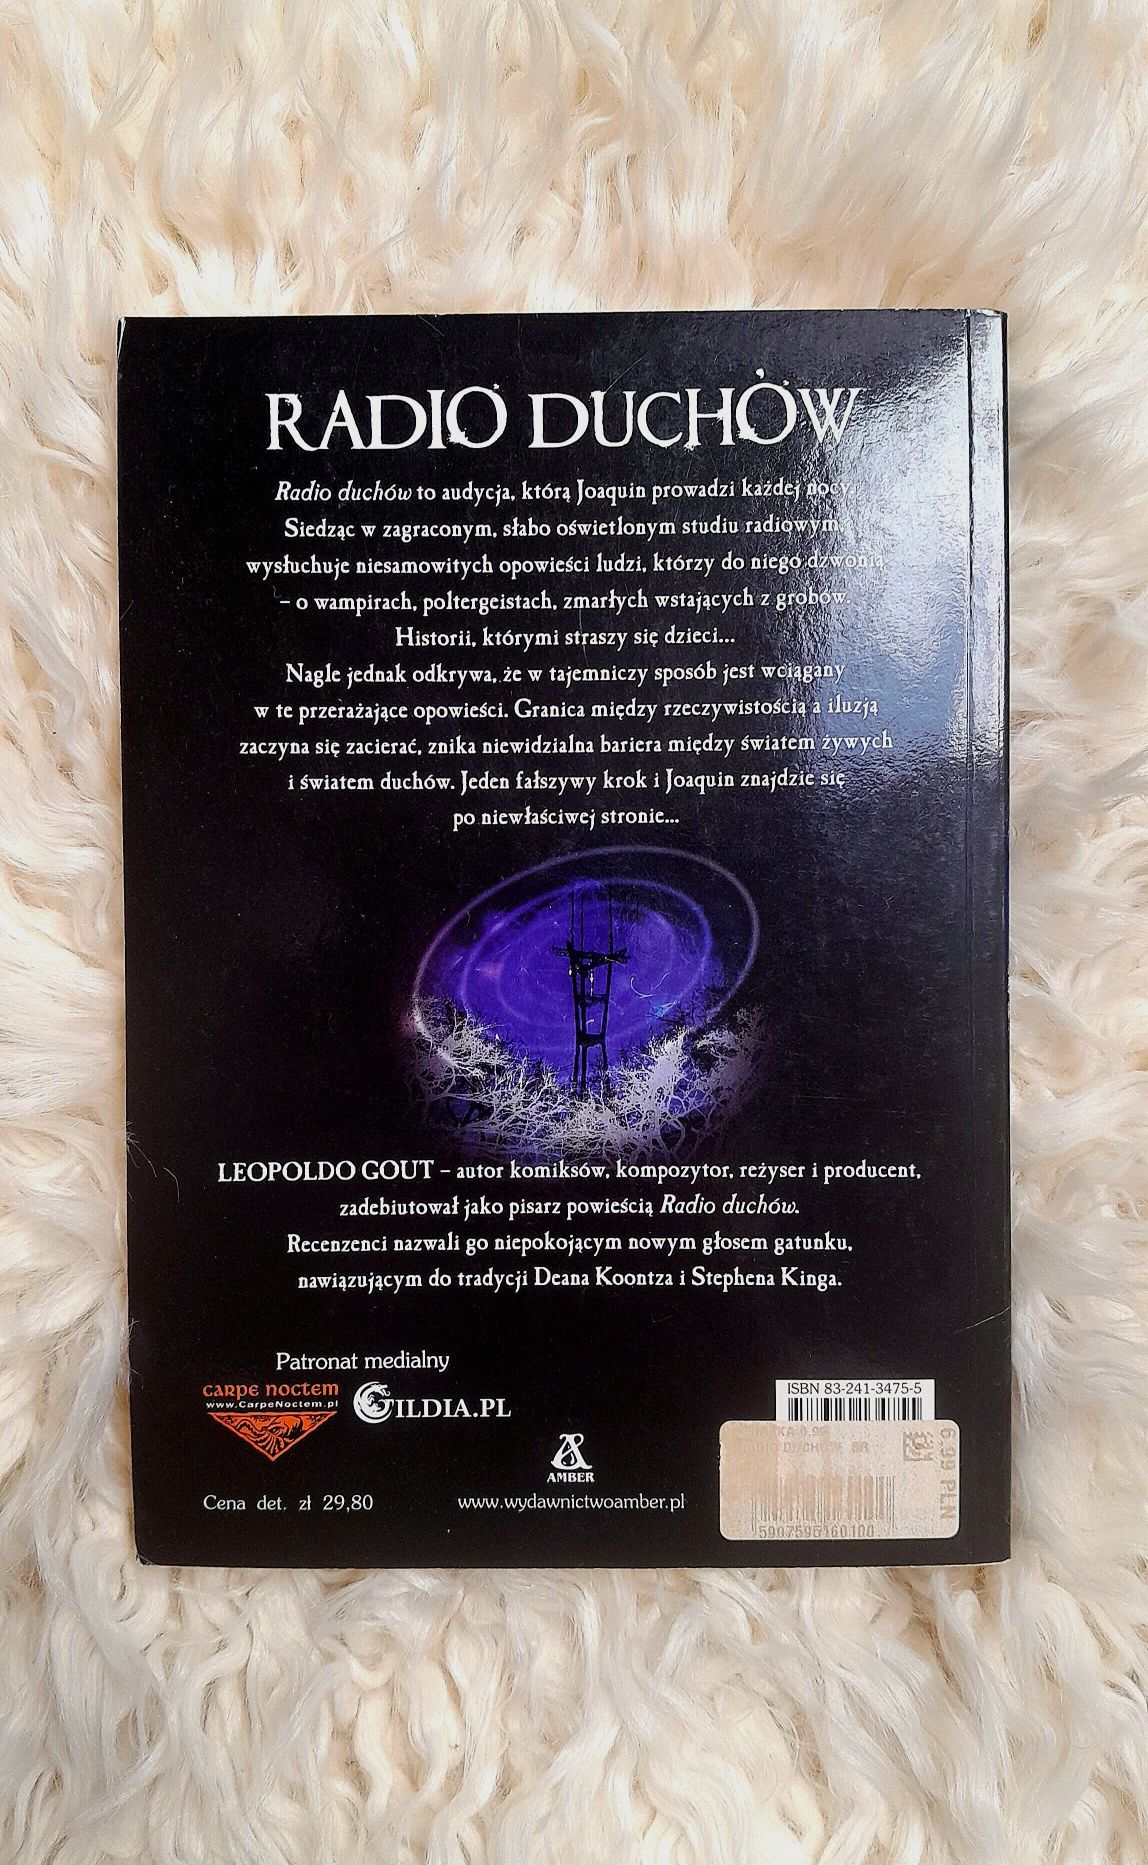 RADIO DUCHÓW
Radio duchów to audycja, którą Joaquin prowadzi każdej nocy.
Siedząc w zagraconym, słabo oświetlonym studiu radiowym,
wysłuchuje niesamowitych opowieści ludzi, którzy do niego dzwonią
– o wampirach, poltergeistach, zmarłych wstających z grobów.
Historii, którymi straszy się dzieci...
Nagle jednak odkrywa, że w tajemniczy sposób jest wciągany
w te przerażające opowieści. Granica między rzeczywistością a iluzją
zaczyna się zacierać, znika niewidzialna bariera między światem żywych
i światem duchów. Jeden fałszywy krok i Joaquin znajdzie się
po niewłaściwej stronie...
LEOPOLDO GOUT – autor komiksów, kompozytor, reżyser i producent,
zadebiutował jako pisarz powieścią Radio duchów.
Recenzenci nazwali go niepokojącym nowym głosem gatunku,
nawiązującym do tradycji Deana Koontza i Stephena Kinga.
Patronat medialny
CARPE NOCTEM
www.CarpeNoctem.pl
GILDIA.PL
AMBER
Cena det. zł 29,80
www.wydawnictwoamber.pl
ISBN 83-241-3475-5
RADIO DUCHÓW
6,99 PLN
5907595160100